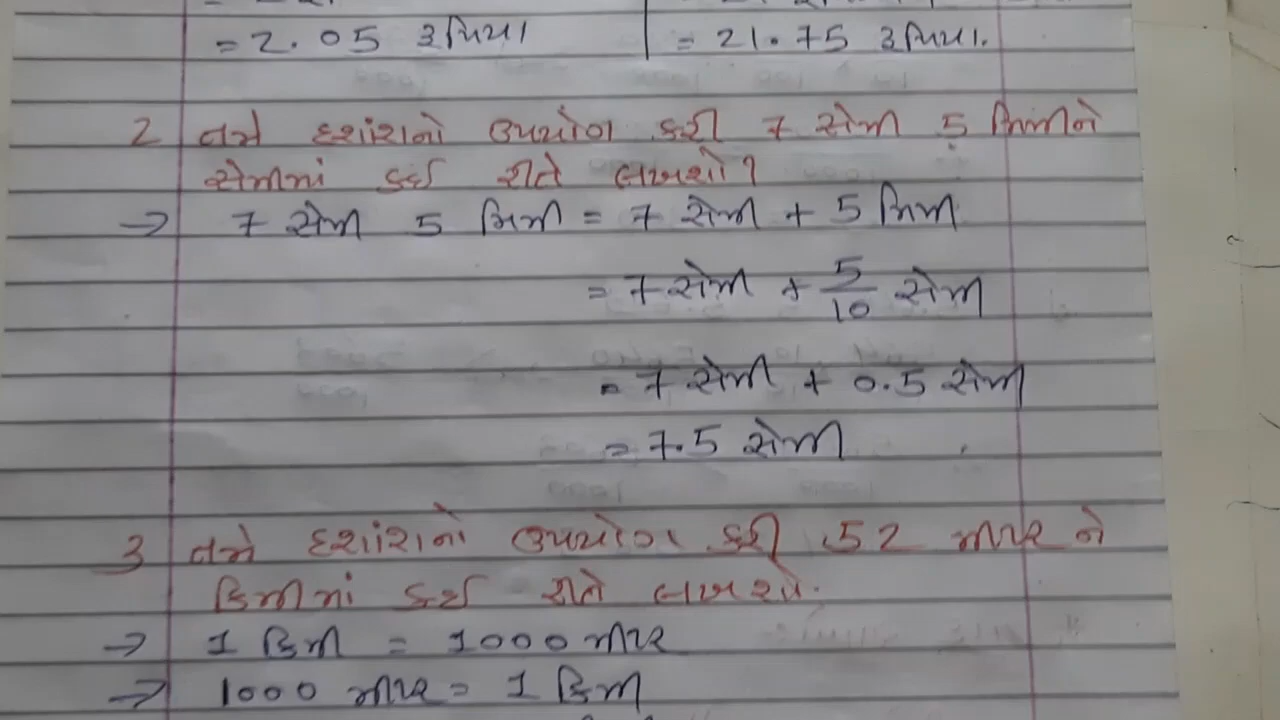 = 2.05 રૂપિયા
= 21.75 રૂપિયા.
2 તમે દશાંશનો ઉપયોગ કરી 7 સેમી 5 મિમીને
સેમીમાં કઈ રીતે લખશો?
→ 7 સેમી 5 મિમી = 7 સેમી + 5 મિમી
= 7 સેમી + 5/10 સેમી
= 7 સેમી + 0.5 સેમી
= 7.5 સેમી
3 તમે દશાંશનો ઉપયોગ કરી 52 મીટર ને
કિમીમાં કઈ રીતે લખશો.
→ 1 કિમી = 1000 મીટર
→ 1000 મીટર = 1 કિમી